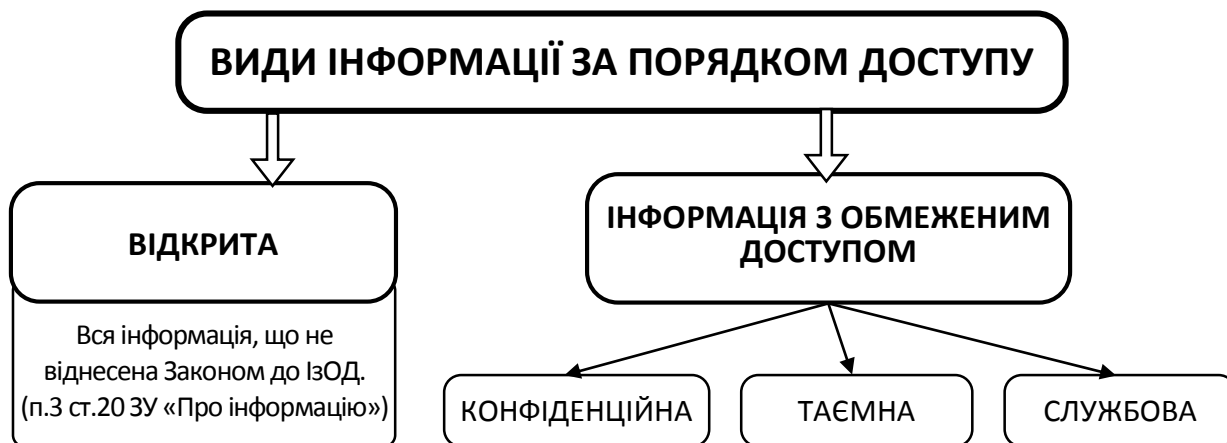 ВИДИ ІНФОРМАЦІЇ ЗА ПОРЯДКОМ ДОСТУПУ
ВІДКРИТА
Вся інформація, що не
віднесена Законом до ІзОД.
(п.3 ст.20 ЗУ «Про інформацію»)
ІНФОРМАЦІЯ З ОБМЕЖЕНИМ
ДОСТУПОМ
КОНФІДЕНЦІЙНА
ТАЄМНА
СЛУЖБОВА